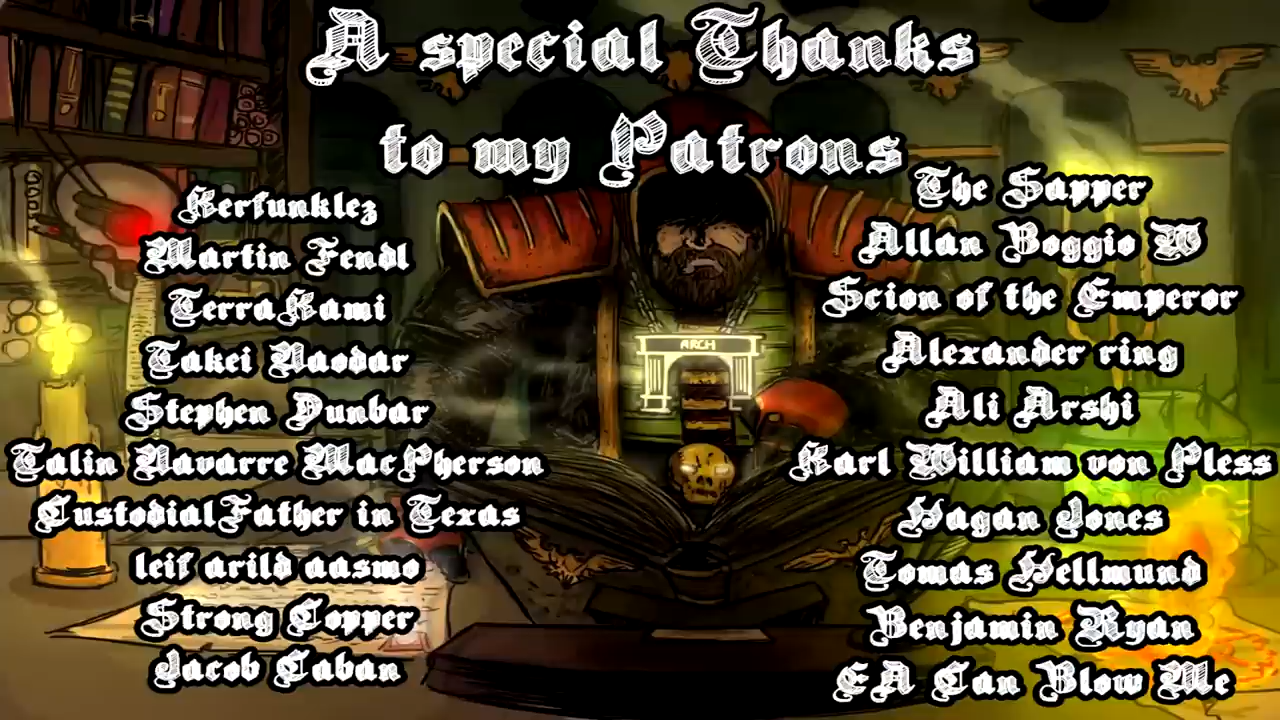 A special Thanks
to my Patrons
Kerfunklez
Martin Fendl
TerraKami
Takei Naodar
Stephen Dunbar
Talin Navarre MacPherson
CustodialFather in Texas
leif arild aasmo
Strong Copper
Jacob Caban
The Sapper
Allan Boggio W
Scion of the Emperor
Alexander ring
Ali Arshi
Karl William von Pless
Hagan Jones
Tomas Hellmund
Benjamin Ryan
EA Can Blow Me
ARCH